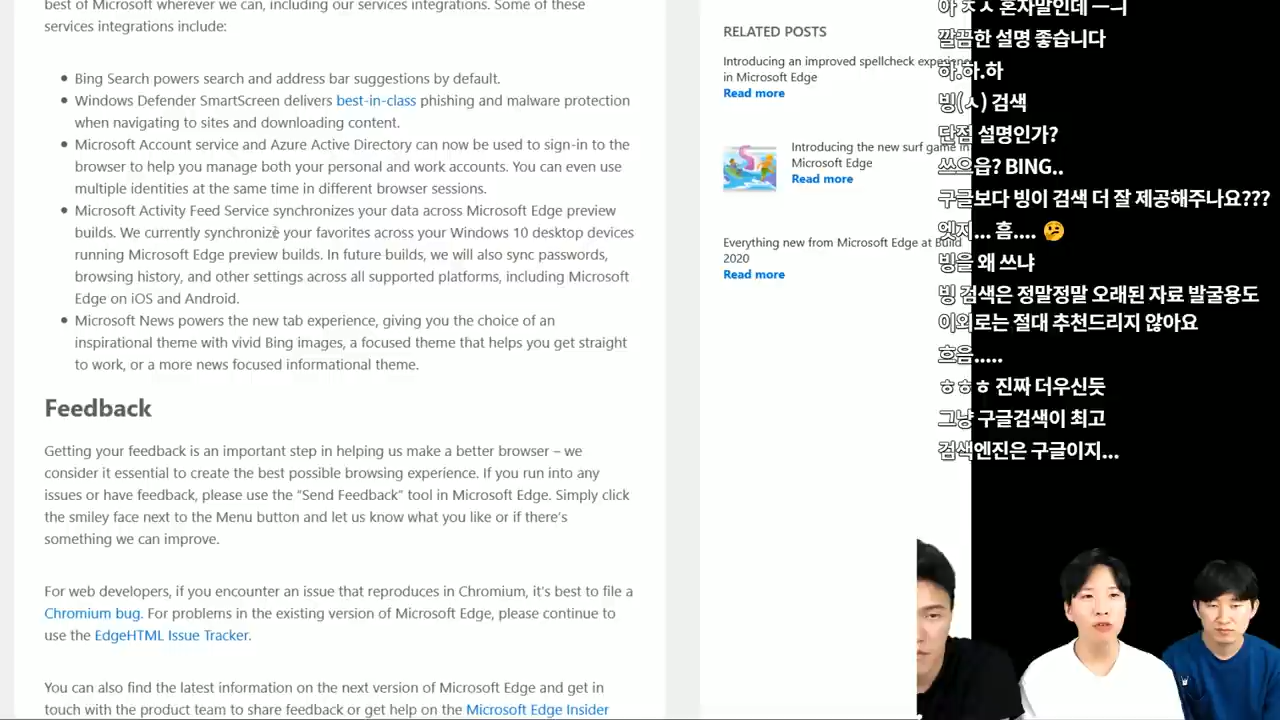 best of Microsoft wherever we can, including our services integrations. Some of these
services integrations include:
Bing Search powers search and address bar suggestions by default.
Windows Defender SmartScreen delivers best-in-class phishing and malware protection
when navigating to sites and downloading content.
Microsoft Account service and Azure Active Directory can now be used to sign-in to the
browser to help you manage both your personal and work accounts. You can even use
multiple identities at the same time in different browser sessions.
Microsoft Activity Feed Service synchronizes your data across Microsoft Edge preview
builds. We currently synchronize your favorites across your Windows 10 desktop devices
running Microsoft Edge preview builds. In future builds, we will also sync passwords,
browsing history, and other settings across all supported platforms, including Microsoft
Edge on iOS and Android.
Microsoft News powers the new tab experience, giving you the choice of an
inspirational theme with vivid Bing images, a focused theme that helps you get straight
to work, or a more news focused informational theme.
Feedback
Getting your feedback is an important step in helping us make a better browser – we
consider it essential to create the best possible browsing experience. If you run into any
issues or have feedback, please use the “Send Feedback” tool in Microsoft Edge. Simply click
the smiley face next to the Menu button and let us know what you like or if there’s
something we can improve.
For web developers, if you encounter an issue that reproduces in Chromium, it’s best to file a
Chromium bug. For problems in the existing version of Microsoft Edge, please continue to
use the EdgeHTML Issue Tracker.
You can also find the latest information on the next version of Microsoft Edge and get in
touch with the product team to share feedback or get help on the Microsoft Edge Insider
RELATED POSTS
Introducing an improved spellcheck experience
in Microsoft Edge
Read more
Introducing the new surf game in
Microsoft Edge
Read more
Everything new from Microsoft Edge at Build
2020
Read more
아 ㅈㅅ 혼자말인데 ㅡㅢ
깔끔한 설명 좋습니다
하.하.하
빙(ㅅ) 검색
단점 설명인가?
쓰으읍? BING..
구글보다 빙이 검색 더 잘 제공해주나요???
엣지... 흠.... 🤔
빙을 왜 쓰냐
빙 검색은 정말정말 오래된 자료 발굴용도
이외로는 절대 추천드리지 않아요
흐음.....
ㅎㅎㅎ 진짜 더우신듯
그냥 구글검색이 최고
검색엔진은 구글이지...